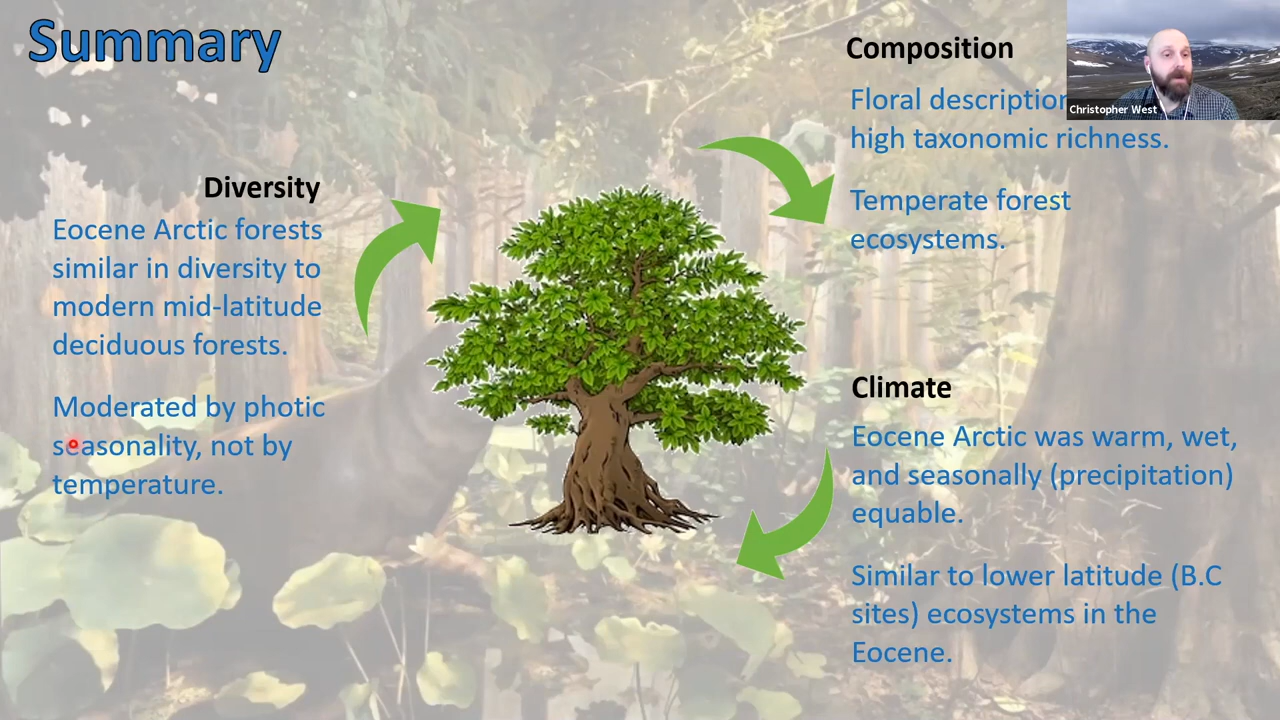 Summary
Diversity
Eocene Arctic forests
similar in diversity to
modern mid-latitude
deciduous forests.
Moderated by photic
seasonality, not by
temperature.
Composition
Floral
high taxonomic richness.
Temperate forest
ecosystems.
Climate
Eocene Arctic was warm, wet,
and seasonally (precipitation)
equable.
Similar to lower latitude (B.C
sites) ecosystems in the
Eocene.
Christopher West